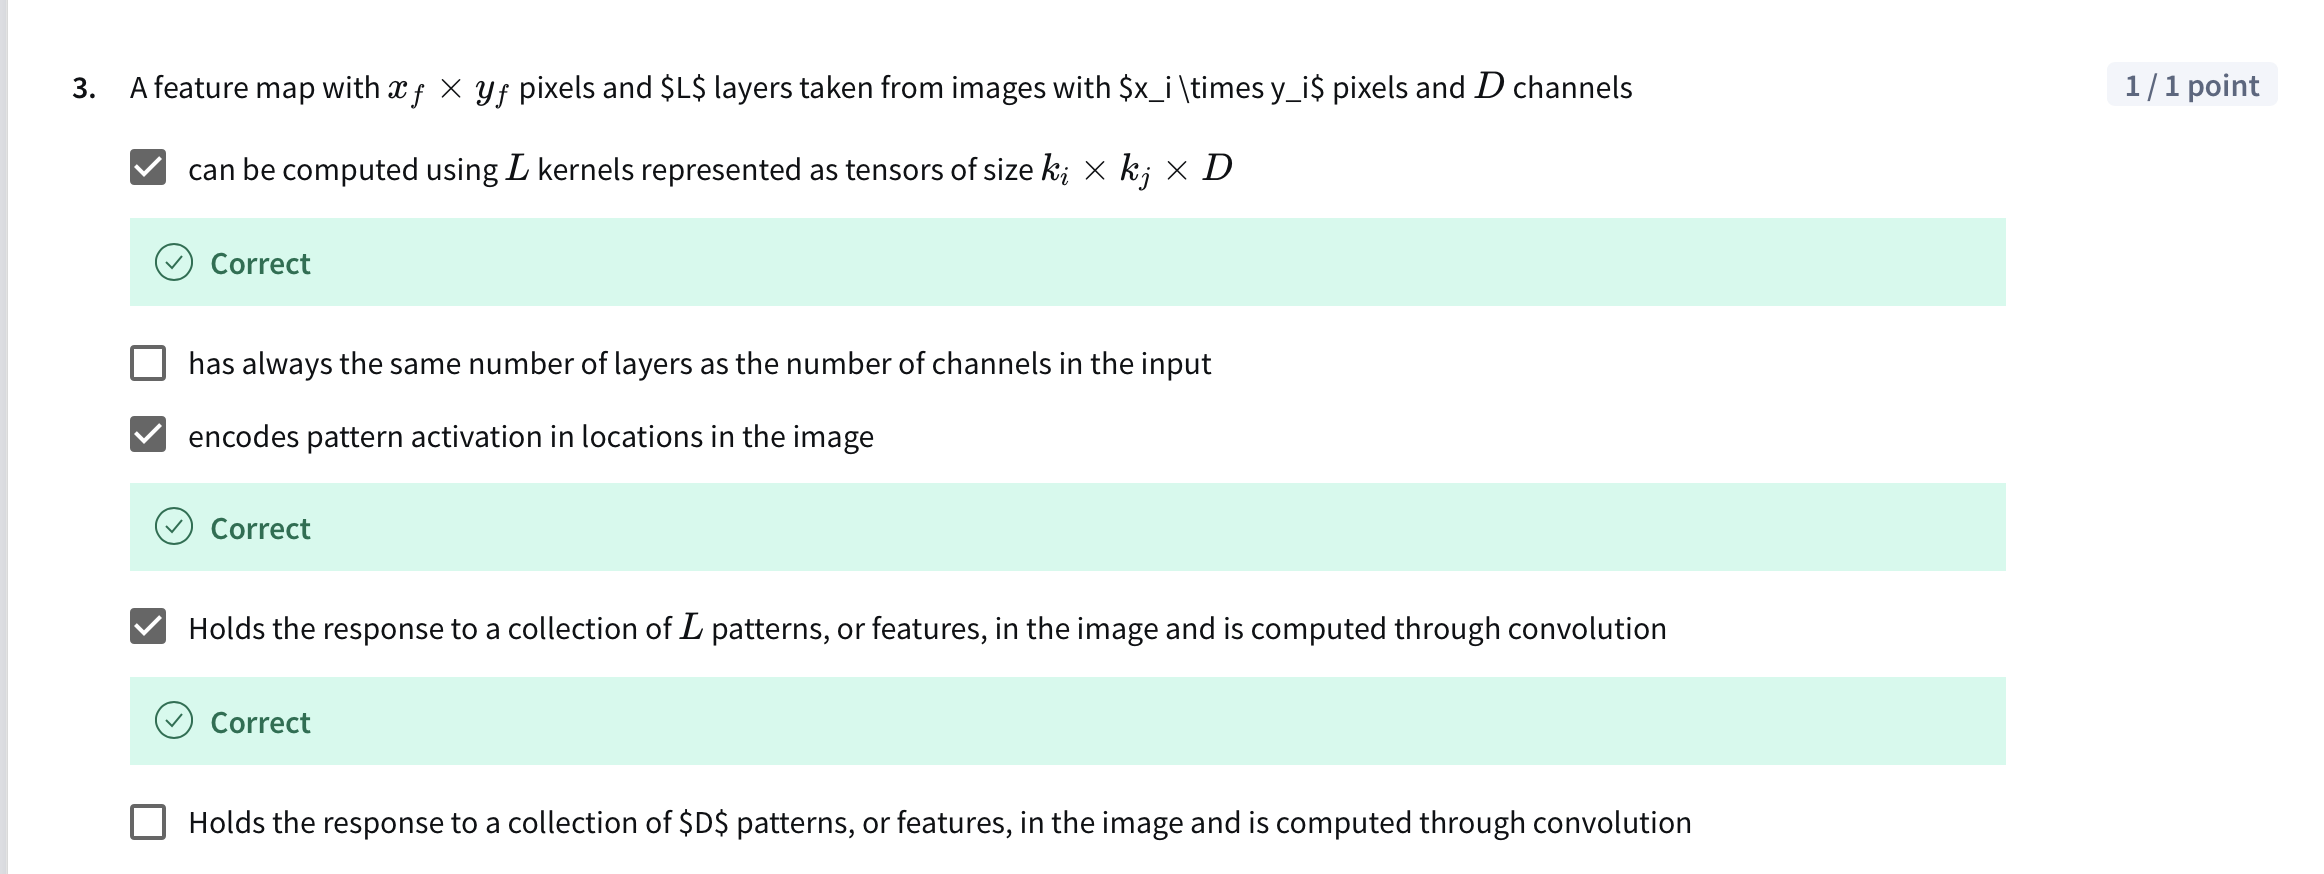 3. A feature map with $x_f \times y_f$ pixels and \$L\$ layers taken from images with \$x_i \times y_i\$ pixels and $D$ channels 1 / 1 point
can be computed using $L$ kernels represented as tensors of size $k_i \times k_j \times D$
Correct
has always the same number of layers as the number of channels in the input
encodes pattern activation in locations in the image
Correct
Holds the response to a collection of $L$ patterns, or features, in the image and is computed through convolution
Correct
Holds the response to a collection of \$D\$ patterns, or features, in the image and is computed through convolution